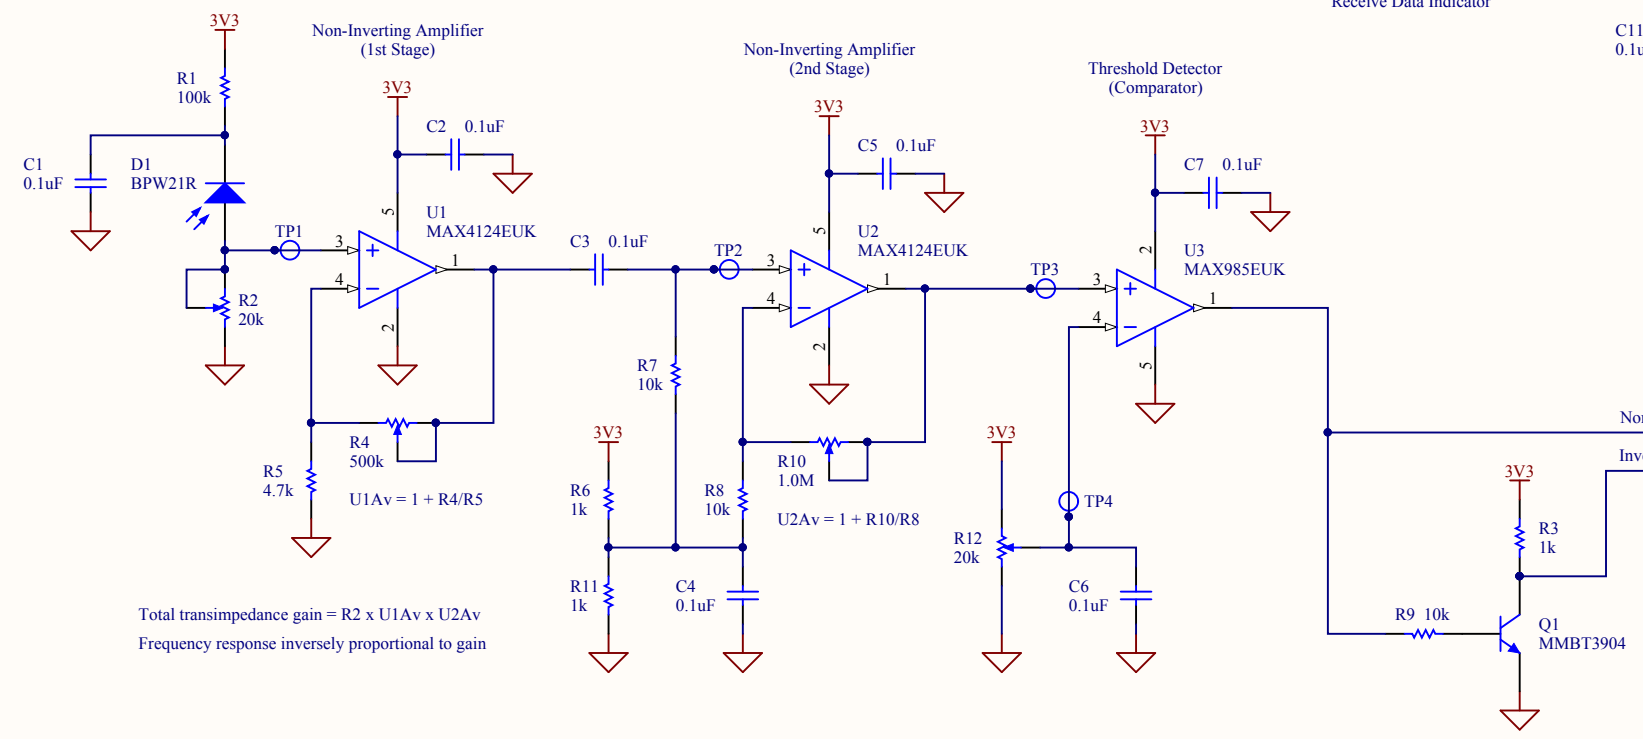 Receive Data Indicator
3V3
Non-Inverting Amplifier
(1st Stage)
C11
0.1u
Non-Inverting Amplifier
(2nd Stage)
Threshold Detector
(Comparator)
R1
100k
3V3
3V3
3V3
C2 0.1uF
C5 0.1uF
C7 0.1uF
C1
0.1uF
D1
BPW21R
5
U1
MAX4124EUK
5
U2
MAX4124EUK
2
U3
MAX985EUK
TP1
3
4
1
2
C3 0.1uF
TP2
3
4
1
2
TP3
3
4
1
5
R2
20k
R7
10k
R4
500k
R5
4.7k
U1Av = 1 + R4/R5
3V3
R6
1k
R11
1k
R8
10k
C4
0.1uF
R10
1.0M
U2Av = 1 + R10/R8
3V3
R12
20k
TP4
C6
0.1uF
Non
Inve
3V3
R3
1k
R9 10k
Q1
MMBT3904
Total transimpedance gain = R2 x U1Av x U2Av
Frequency response inversely proportional to gain